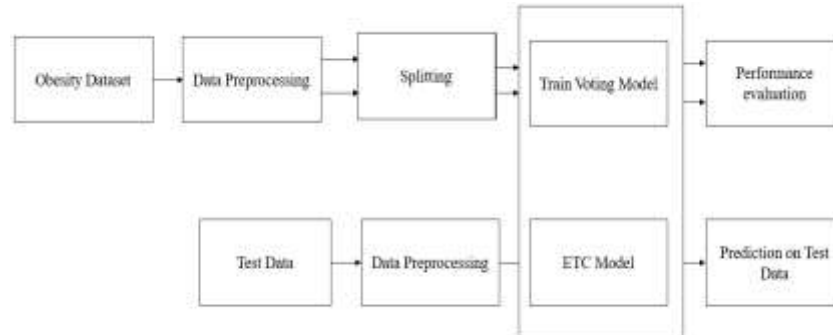 Obesity Dataset
Data Preprocessing
Splitting
Train Voting Model
Performance
evaluation
Test Data
Data Preprocessing
ETC Model
Prediction on Test
Data